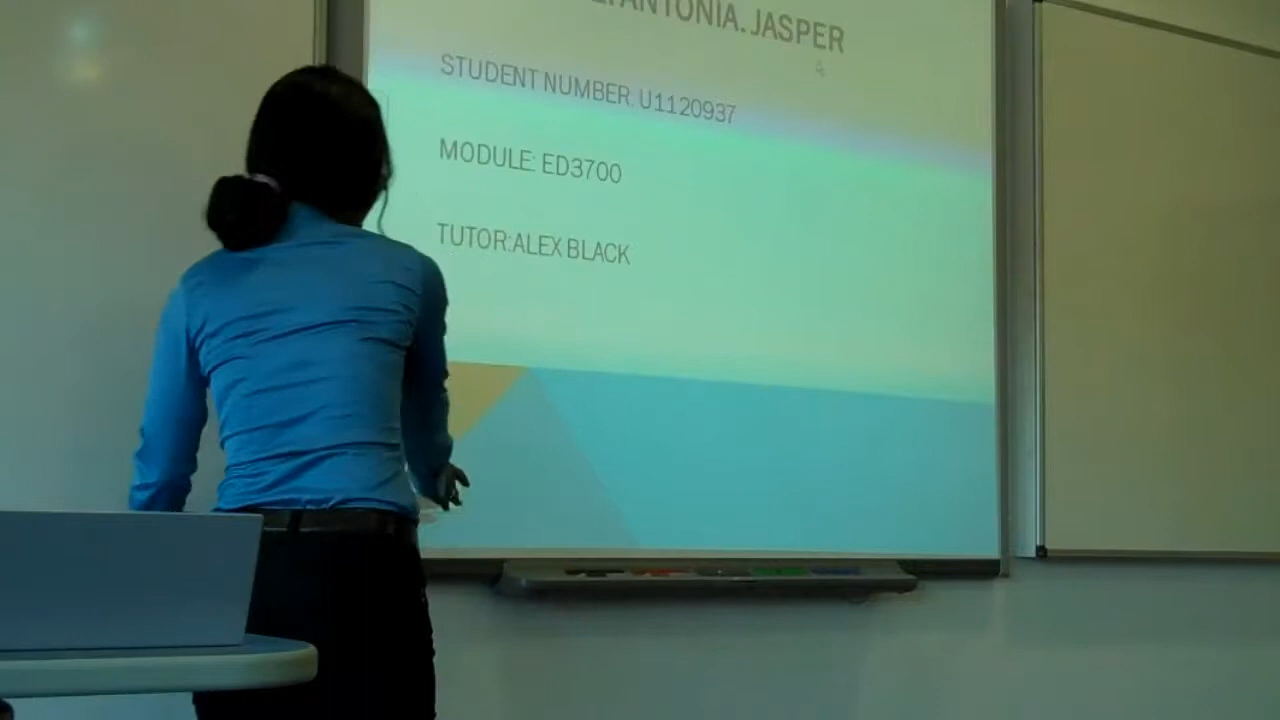 ANTONIA. JASPER
STUDENT NUMBER. U1120937
MODULE: ED3700
TUTOR:ALEX BLACK